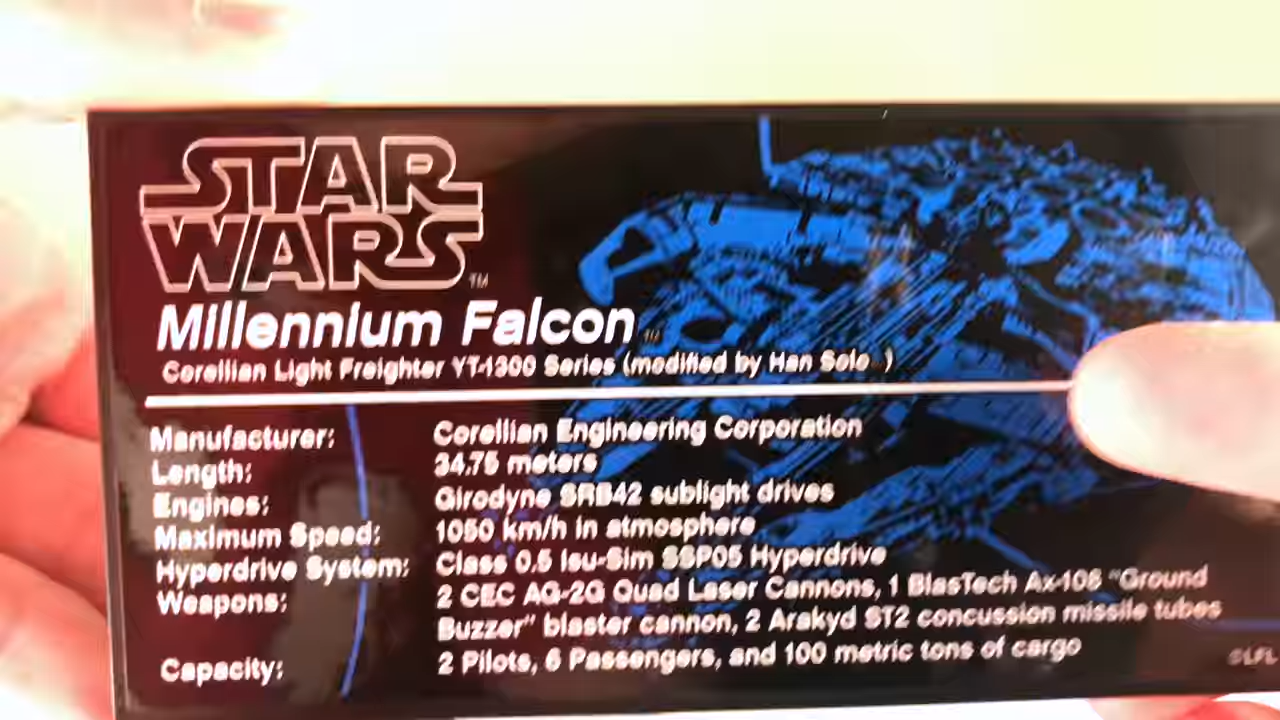 STAR
WARS™
Millennium Falcon™
Corellian Light Freighter YT-1300 Series (modified by Han Solo )
Manufacturer: Corellian Engineering Corporation
Length: 34.75 meters
Engines: Girodyne SRB42 sublight drives
Maximum Speed: 1050 km/h in atmosphere
Hyperdrive System: Class 0.5 Isu-Sim SSP05 Hyperdrive
Weapons: 2 CEC AG-2G Quad Laser Cannons, 1 BlasTech Ax-108 "Ground
Buzzer" blaster cannon, 2 Arakyd ST2 concussion missile tubes
Capacity: 2 Pilots, 6 Passengers, and 100 metric tons of cargo
©LFL